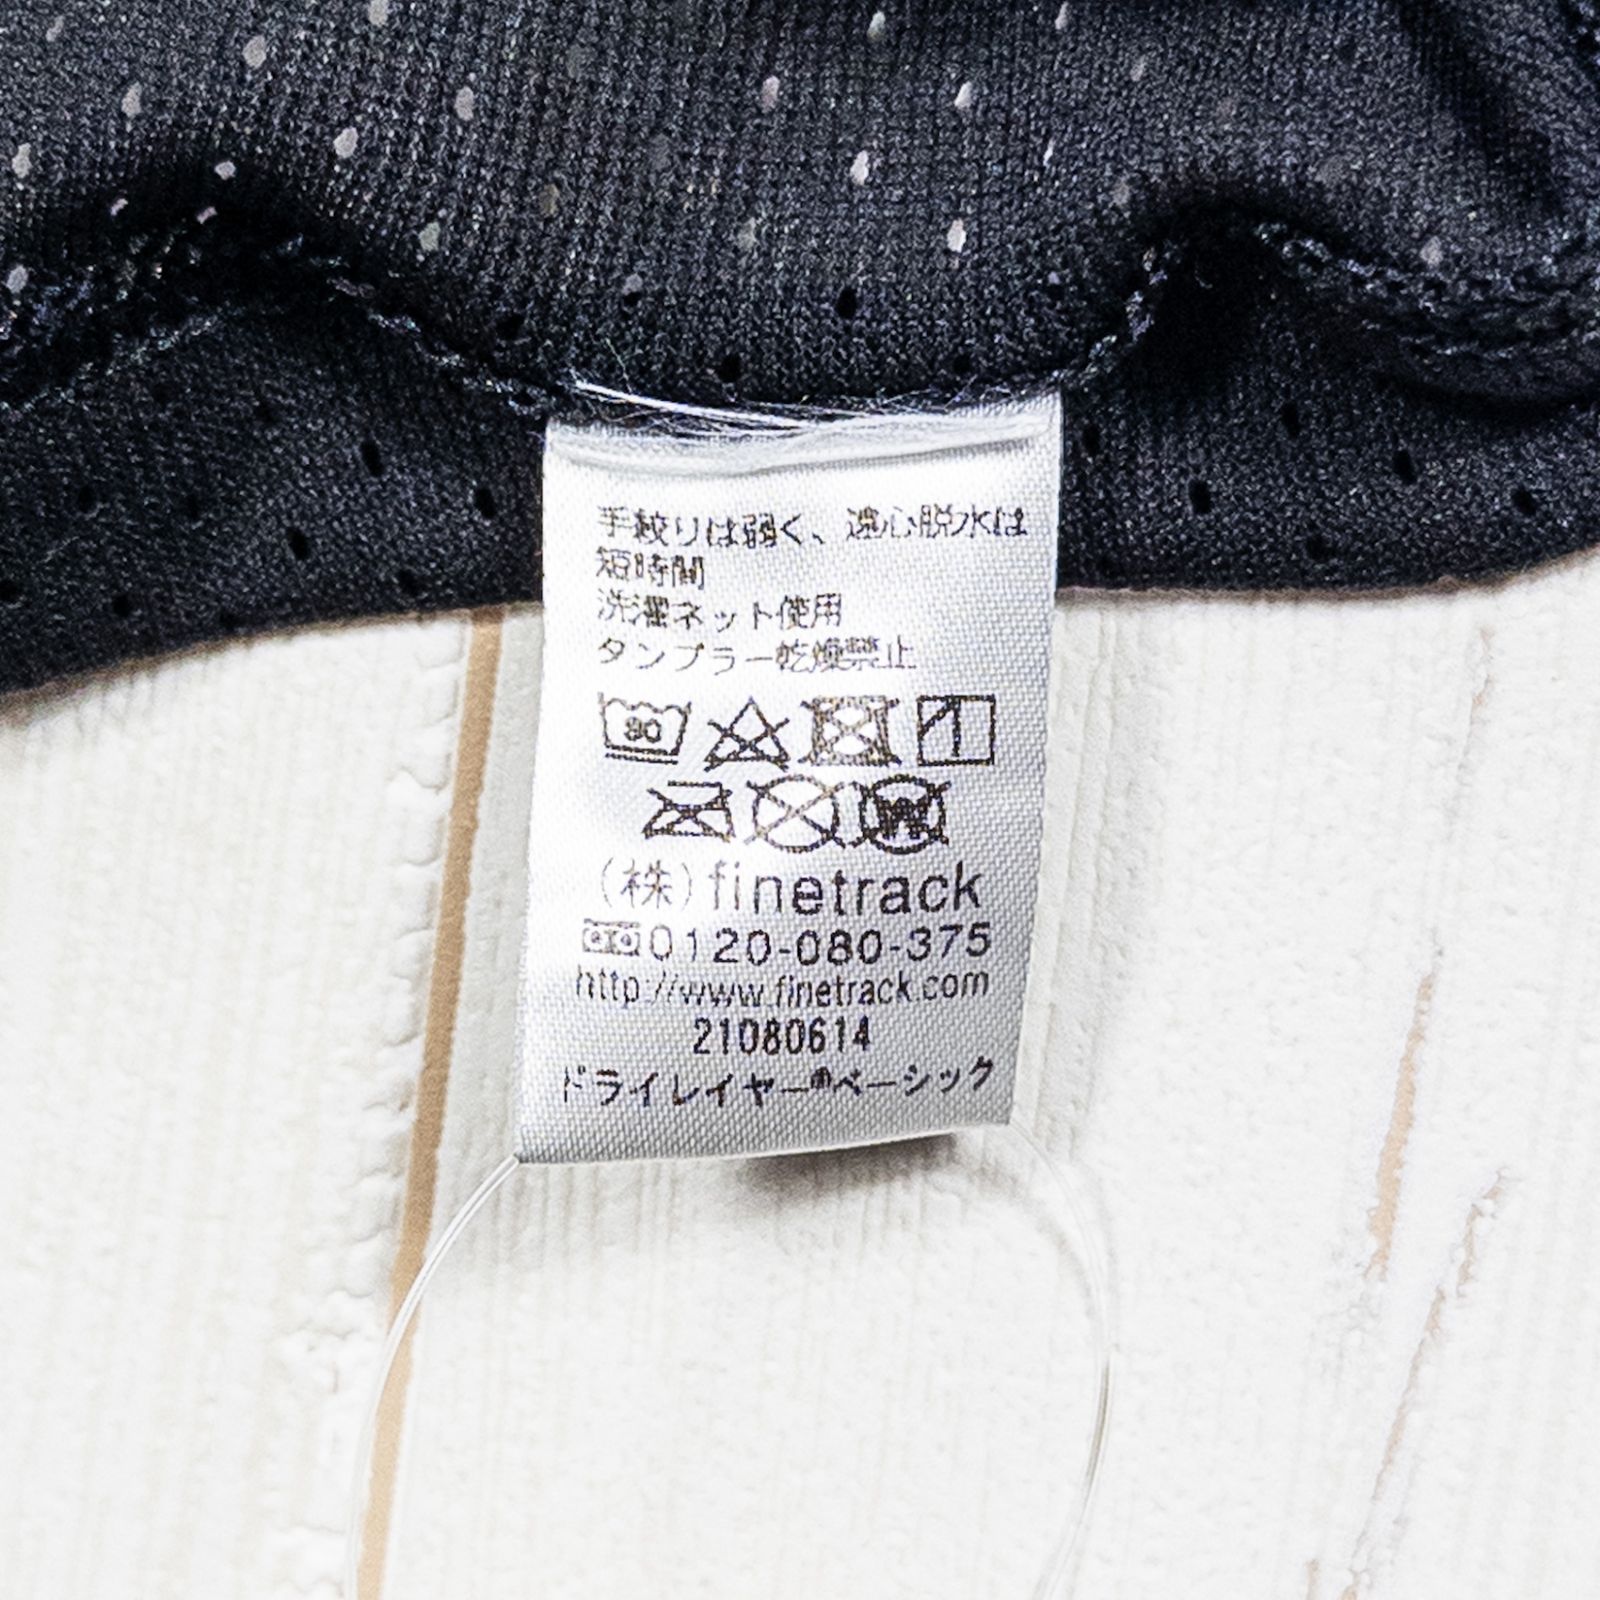 手絞りは弱く、遠心脱水は
短時間
洗濯ネット使用
タンブラー乾燥禁止
30
W
(株)finetrack
0120-080-375
http://www.finetrack.com
21080614
ドライレイヤー®ベーシック